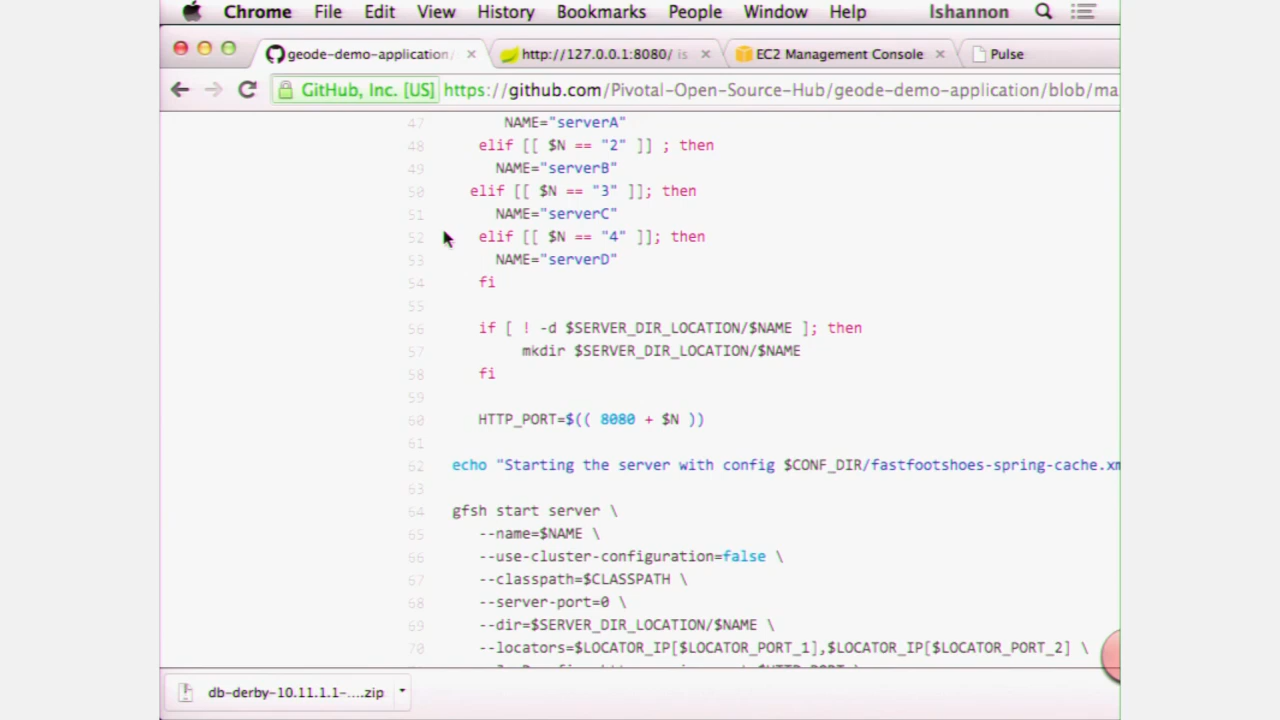 Chrome File Edit View History Bookmarks People Window Help lshannon
geode-demo-application/ http://127.0.0.1:8080/ is EC2 Management Console Pulse
GitHub, Inc. [US] https://github.com/Pivotal-Open-Source-Hub/geode-demo-application/blob/ma
47 NAME="serverA"
48 elif [[ $N == "2" ]] ; then
49 NAME="serverB"
50 elif [[ $N == "3" ]]; then
51 NAME="serverC"
52 elif [[ $N == "4" ]]; then
53 NAME="serverD"
54 fi
55
56 if [ ! -d $SERVER_DIR_LOCATION/$NAME ]; then
57 mkdir $SERVER_DIR_LOCATION/$NAME
58 fi
59
60 HTTP_PORT=$(( 8080 + $N ))
61
62 echo "Starting the server with config $CONF_DIR/fastfootshoes-spring-cache.xm
63
64 gfsh start server \
65 --name=$NAME \
66 --use-cluster-configuration=false \
67 --classpath=$CLASSPATH \
68 --server-port=0 \
69 --dir=$SERVER_DIR_LOCATION/$NAME \
70 --locators=$LOCATOR_IP[$LOCATOR_PORT_1],$LOCATOR_IP[$LOCATOR_PORT_2] \
db-derby-10.11.1.1-....zip